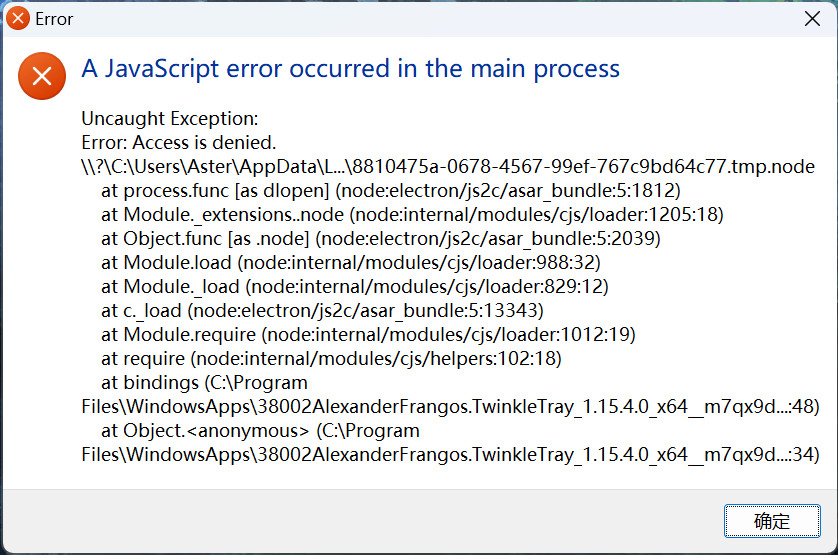 Error
A JavaScript error occurred in the main process
Uncaught Exception:
Error: Access is denied.
\\?\C:\Users\Aster\AppData\L...\8810475a-0678-4567-99ef-767c9bd64c77.tmp.node
at process.func [as dlopen] (node:electron/js2c/asar_bundle:5:1812)
at Module._extensions..node (node:internal/modules/cjs/loader:1205:18)
at Object.func [as .node] (node:electron/js2c/asar_bundle:5:2039)
at Module.load (node:internal/modules/cjs/loader:988:32)
at Module._load (node:internal/modules/cjs/loader:829:12)
at c._load (node:electron/js2c/asar_bundle:5:13343)
at Module.require (node:internal/modules/cjs/loader:1012:19)
at require (node:internal/modules/cjs/helpers:102:18)
at bindings (C:\Program
Files\WindowsApps\38002AlexanderFrangos.TwinkleTray_1.15.4.0_x64__m7qx9d...:48)
at Object.<anonymous> (C:\Program
Files\WindowsApps\38002AlexanderFrangos.TwinkleTray_1.15.4.0_x64__m7qx9d...:34)
确定